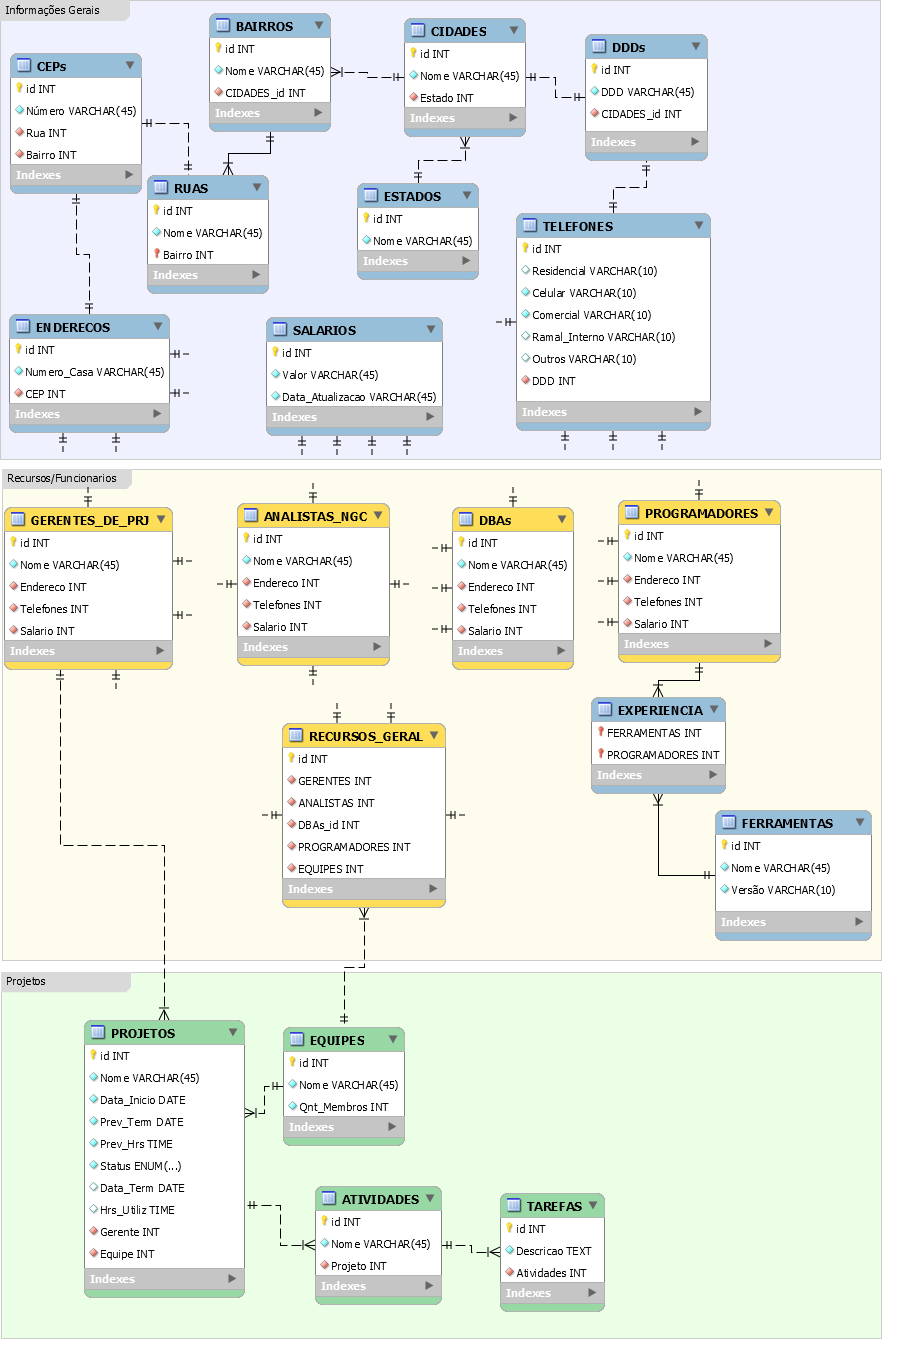 Informações Gerais
CEPs
id INT
Número VARCHAR(45)
Rua INT
Bairro INT
Indexes
BAIRROS
id INT
Nome VARCHAR(45)
CIDADES_id INT
Indexes
CIDADES
id INT
Nome VARCHAR(45)
Estado INT
Indexes
DDDs
id INT
DDD VARCHAR(45)
CIDADES_id INT
Indexes
RUAS
id INT
Nome VARCHAR(45)
Bairro INT
Indexes
ESTADOS
id INT
Nome VARCHAR(45)
Indexes
TELEFONES
id INT
Residencial VARCHAR(10)
Celular VARCHAR(10)
Comercial VARCHAR(10)
Ramal_Interno VARCHAR(10)
Outros VARCHAR(10)
DDD INT
Indexes
ENDERECOS
id INT
Numero_Casa VARCHAR(45)
CEP INT
Indexes
SALARIOS
id INT
Valor VARCHAR(45)
Data_Atualizacao VARCHAR(45)
Indexes
Recursos/Funcionarios
GERENTES_DE_PRJ
id INT
Nome VARCHAR(45)
Endereco INT
Telefones INT
Salario INT
Indexes
ANALISTAS_NGC
id INT
Nome VARCHAR(45)
Endereco INT
Telefones INT
Salario INT
Indexes
DBAs
id INT
Nome VARCHAR(45)
Endereco INT
Telefones INT
Salario INT
Indexes
PROGRAMADORES
id INT
Nome VARCHAR(45)
Endereco INT
Telefones INT
Salario INT
Indexes
RECURSOS_GERAL
id INT
GERENTES INT
ANALISTAS INT
DBAs_id INT
PROGRAMADORES INT
EQUIPES INT
Indexes
EXPERIENCIA
FERRAMENTAS INT
PROGRAMADORES INT
Indexes
FERRAMENTAS
id INT
Nome VARCHAR(45)
Versão VARCHAR(10)
Indexes
Projetos
PROJETOS
id INT
Nome VARCHAR(45)
Data_Inicio DATE
Prev_Term DATE
Prev_Hrs TIME
Status ENUM(...)
Data_Term DATE
Hrs_Utiliz TIME
Gerente INT
Equipe INT
Indexes
EQUIPES
id INT
Nome VARCHAR(45)
Qnt_Membros INT
Indexes
ATIVIDADES
id INT
Nome VARCHAR(45)
Projeto INT
Indexes
TAREFAS
id INT
Descricao TEXT
Atividades INT
Indexes